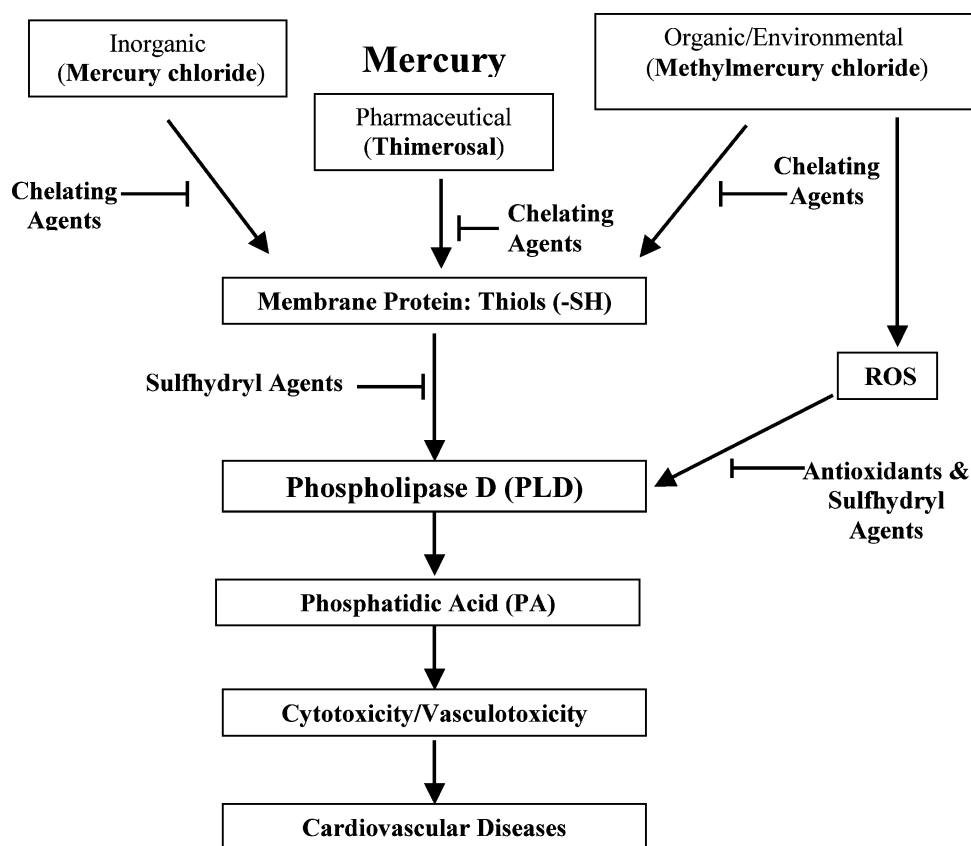 Inorganic
(Mercury chloride)
Mercury
Organic/Environmental
(Methylmercury chloride)
Pharmaceutical
(Thimerosal)
Chelating
Agents
Chelating
Agents
Chelating
Agents
Membrane Protein: Thiols (-SH)
Sulfhydryl Agents
ROS
Phospholipase D (PLD)
Antioxidants &
Sulfhydryl
Agents
Phosphatidic Acid (PA)
Cytotoxicity/Vasculotoxicity
Cardiovascular Diseases